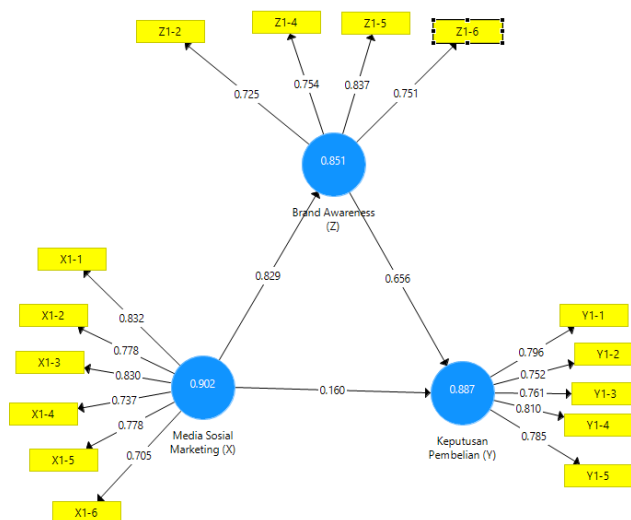 Z1-2
Z1-4
Z1-5
Z1-6
0.725
0.754
0.837
0.751
0.851
Brand Awareness
(Z)
0.829
0.656
X1-1
X1-2
X1-3
X1-4
X1-5
X1-6
0.832
0.778
0.830
0.737
0.778
0.705
0.902
Media Sosial
Marketing (X)
0.160
0.887
Keputusan
Pembelian (Y)
0.796
0.752
0.761
0.810
0.785
Y1-1
Y1-2
Y1-3
Y1-4
Y1-5